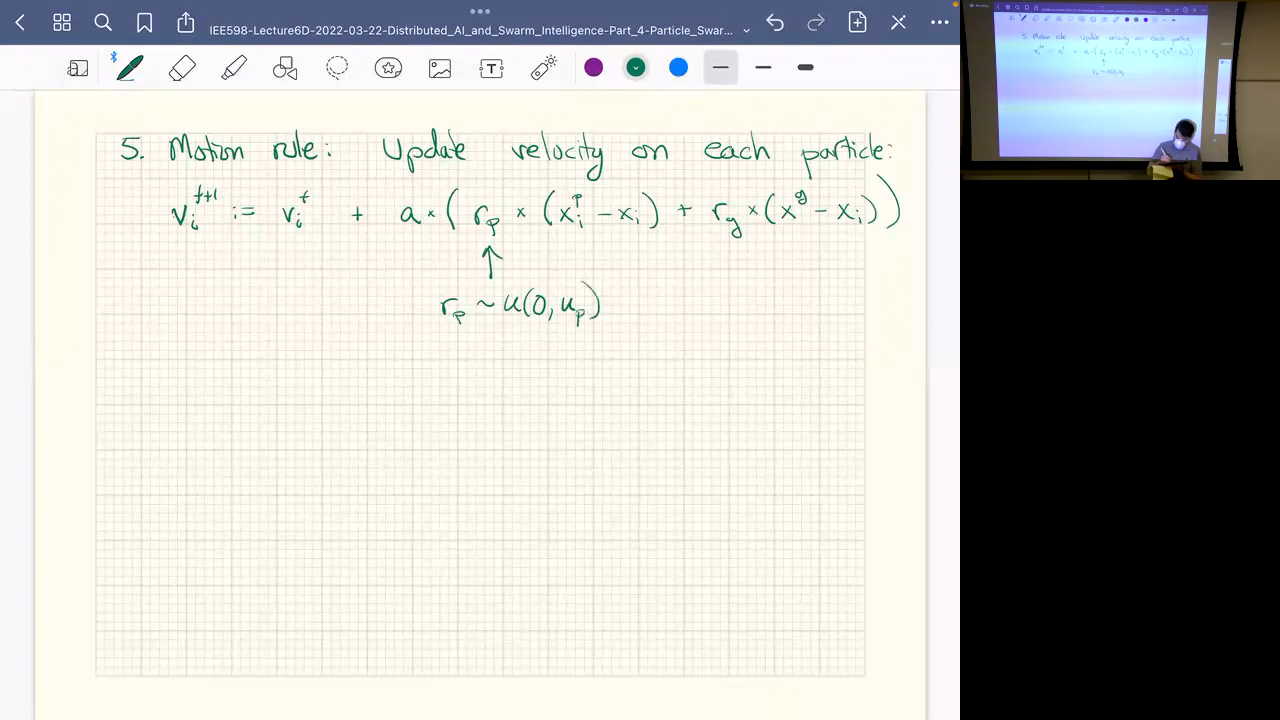 IEE598-Lecture6D-2022-03-22-Distributed_AI_and_Swarm_Intelligence-Part_4-Particle_Swar...
5. Motion rule: Update velocity on each particle:
v_i^{t+1} := v_i^t + a × ( r_p × (x_i^p − x_i) + r_g × (x^g − x_i) )
↑
r_p ~ U(0, u_p)